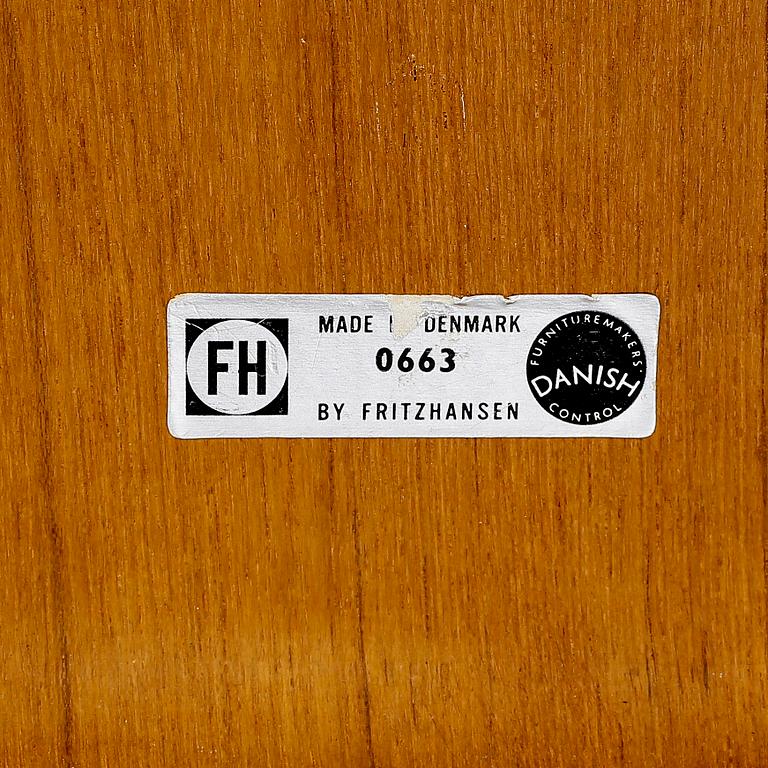 FH
MADE I DENMARK
0663
BY FRITZHANSEN
FURNITUREMAKERS·
DANISH
CONTROL